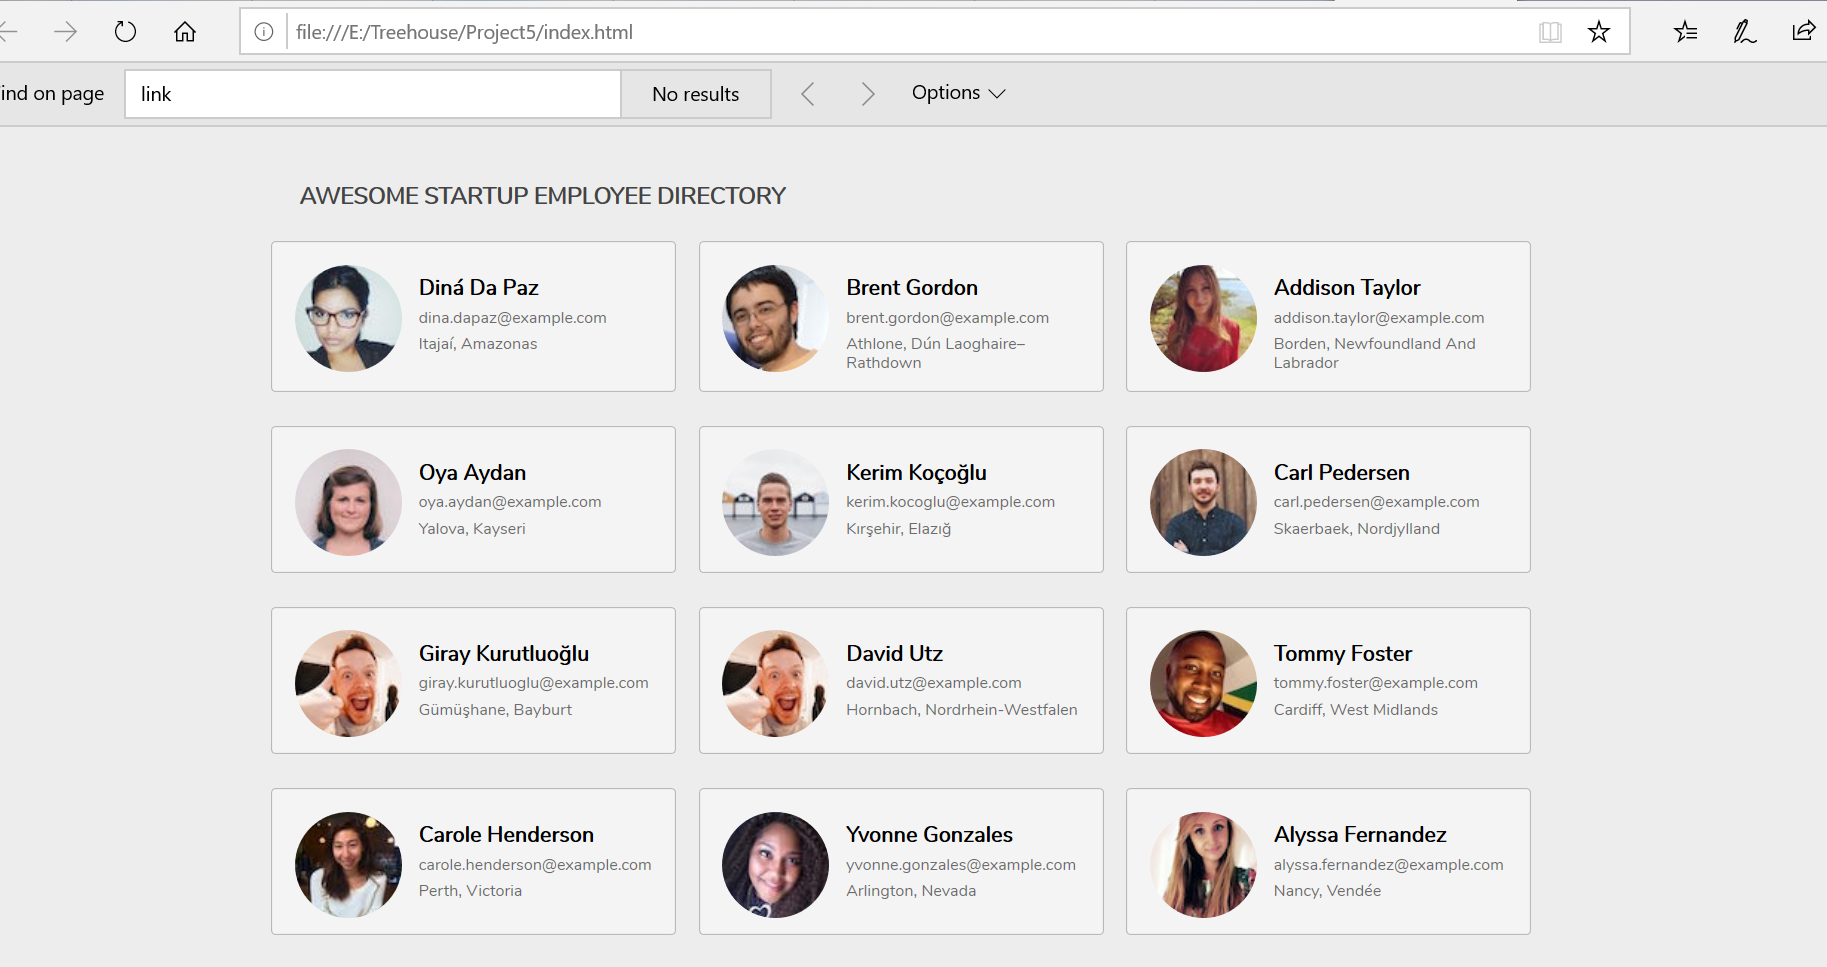 file:///E:/Treehouse/Project5/index.html
ind on page
link
No results
Options
AWESOME STARTUP EMPLOYEE DIRECTORY
Diná Da Paz
dina.dapaz@example.com
Itajaí, Amazonas
Brent Gordon
brent.gordon@example.com
Athlone, Dún Laoghaire–
Rathdown
Addison Taylor
addison.taylor@example.com
Borden, Newfoundland And
Labrador
Oya Aydan
oya.aydan@example.com
Yalova, Kayseri
Kerim Koçoğlu
kerim.kocoglu@example.com
Kırşehir, Elazığ
Carl Pedersen
carl.pedersen@example.com
Skaerbaek, Nordjylland
Giray Kurutluoğlu
giray.kurutluoglu@example.com
Gümüşhane, Bayburt
David Utz
david.utz@example.com
Hornbach, Nordrhein-Westfalen
Tommy Foster
tommy.foster@example.com
Cardiff, West Midlands
Carole Henderson
carole.henderson@example.com
Perth, Victoria
Yvonne Gonzales
yvonne.gonzales@example.com
Arlington, Nevada
Alyssa Fernandez
alyssa.fernandez@example.com
Nancy, Vendée